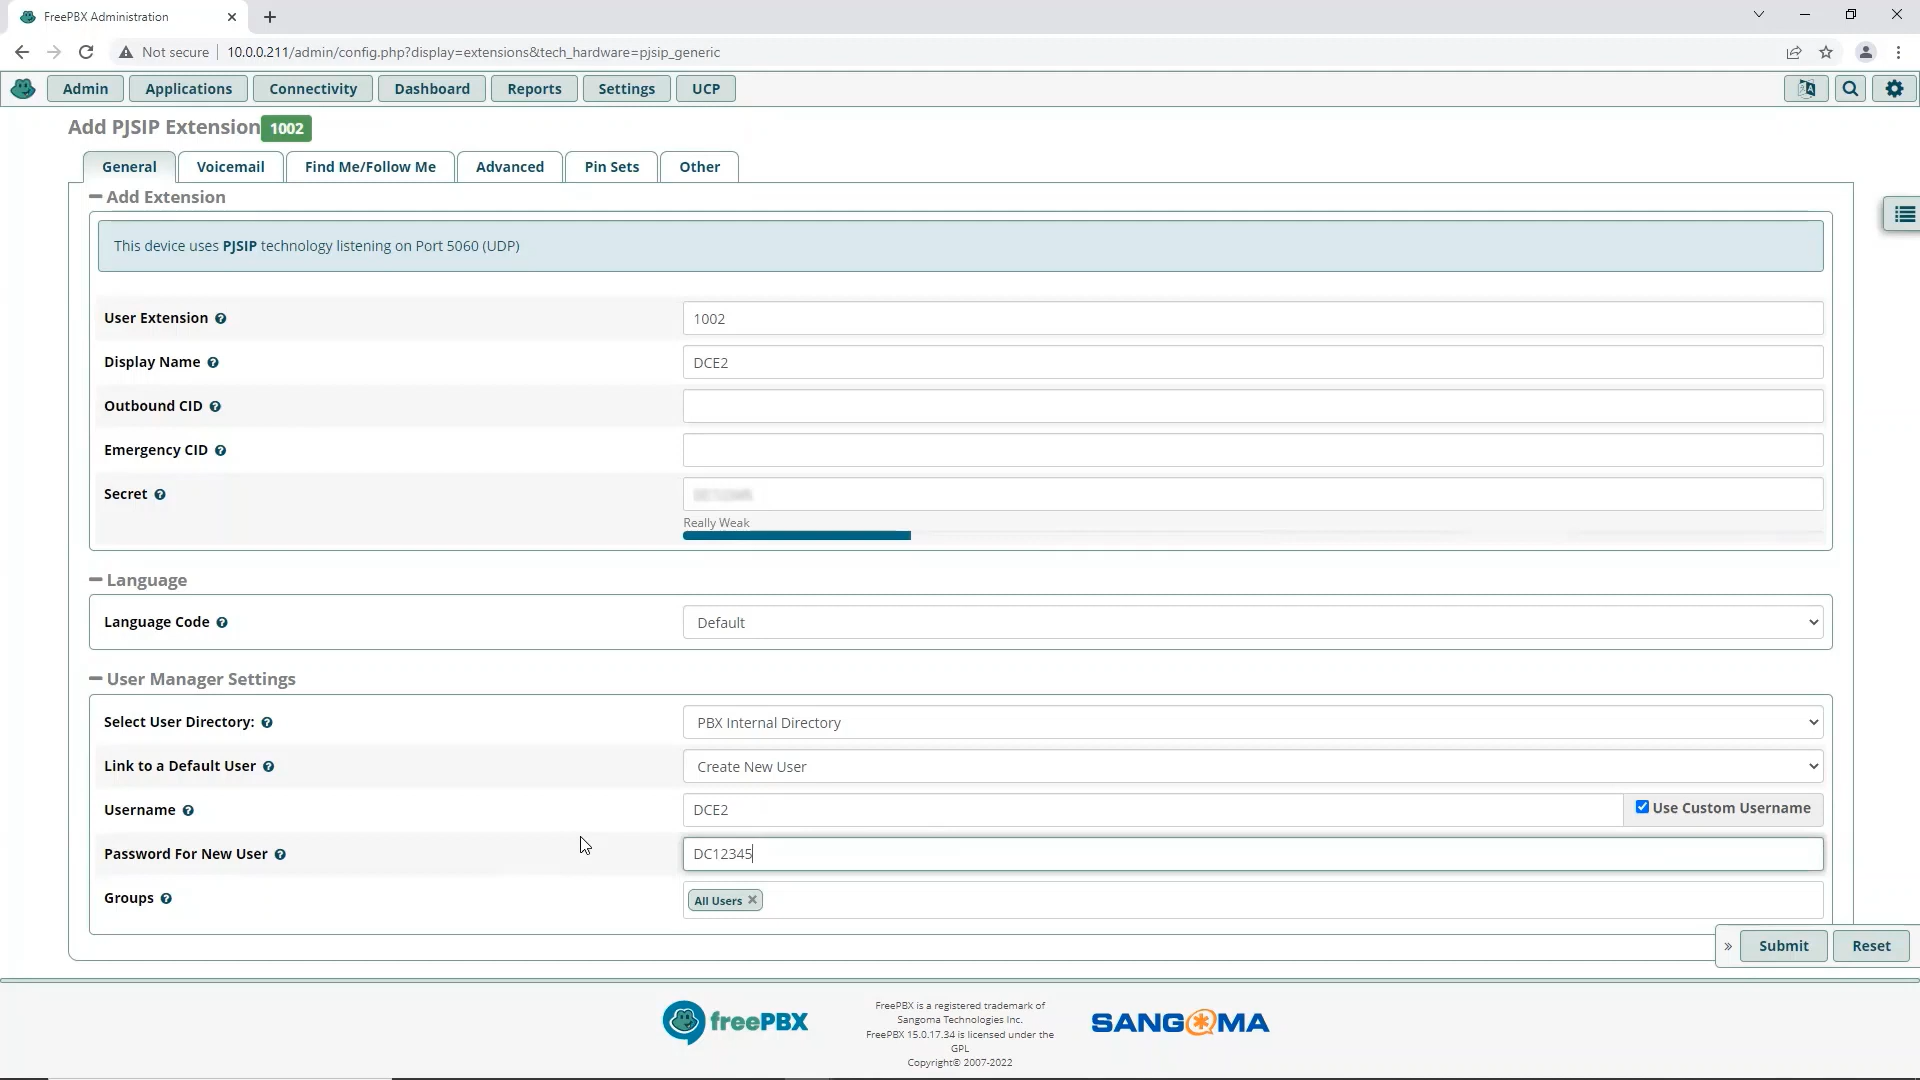 FreePBX Administration
Not secure
10.0.0.211/admin/config.php?display=extensions&tech_hardware=pjsip_generic
Admin
Applications
Connectivity
Dashboard
Reports
Settings
UCP
Add PJSIP Extension 1002
General
Voicemail
Find Me/Follow Me
Advanced
Pin Sets
Other
Add Extension
This device uses PJSIP technology listening on Port 5060 (UDP)
User Extension
1002
Display Name
DCE2
Outbound CID
Emergency CID
Secret
Really Weak
Language
Language Code
Default
User Manager Settings
Select User Directory:
PBX Internal Directory
Link to a Default User
Create New User
Username
DCE2
Use Custom Username
Password For New User
DC12345
Groups
All Users
» Submit Reset
freePBX
FreePBX is a registered trademark of
Sangoma Technologies Inc.
FreePBX 15.0.17.34 is licensed under the
GPL
Copyright© 2007-2022
SANGOMA